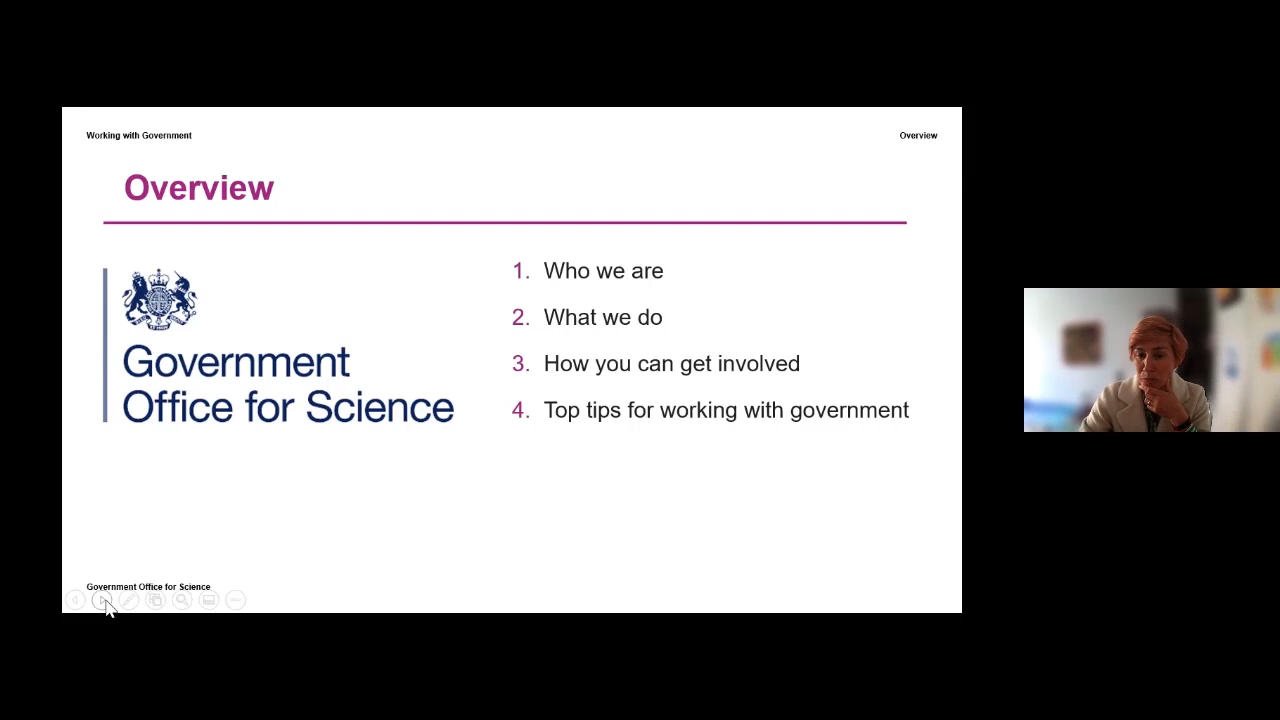 Working with Government
Overview
Overview
Government
Office for Science
1. Who we are
2. What we do
3. How you can get involved
4. Top tips for working with government
Government Office for Science